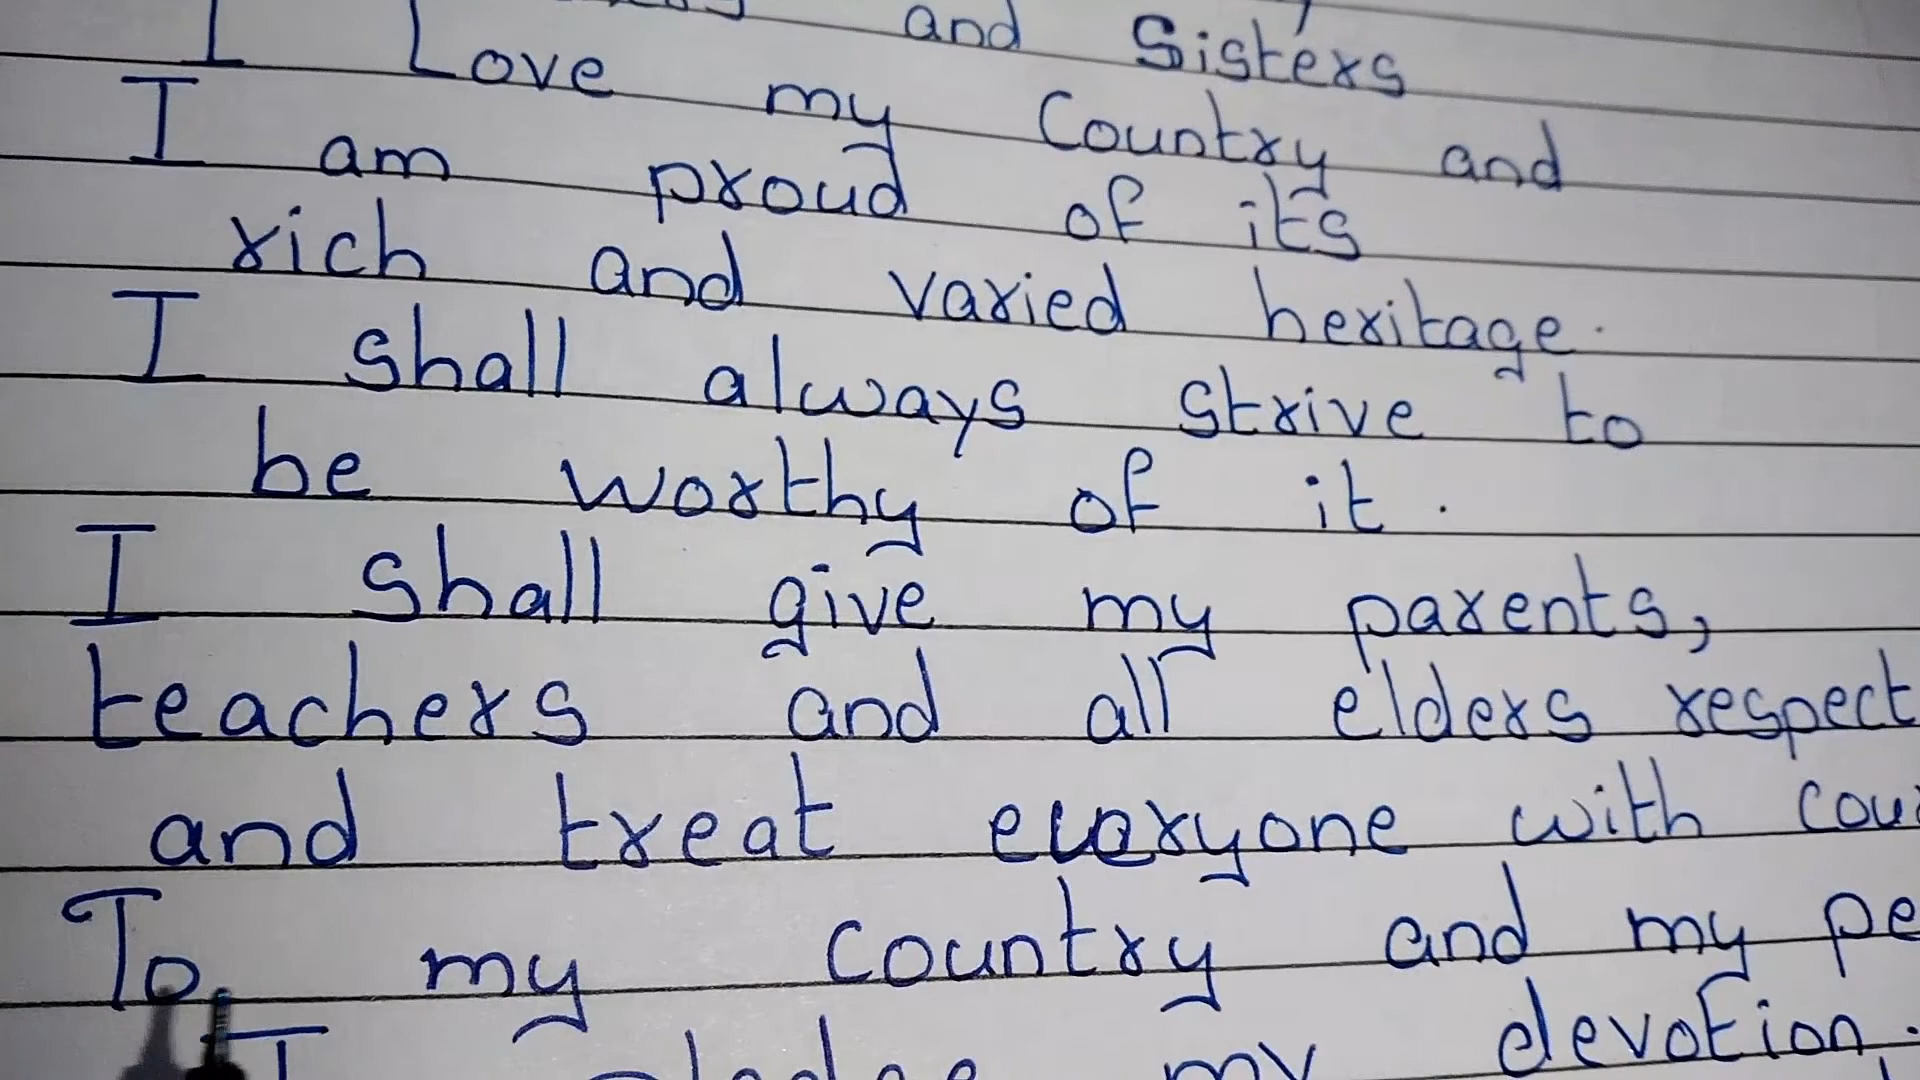 and Sisters
I Love my Country and
I am proud of its
rich and varied heritage.
I shall always strive to
be worthy of it.
I shall give my parents,
teachers and all elders respect
and treat everyone with
To, my country and my
I my devotion.